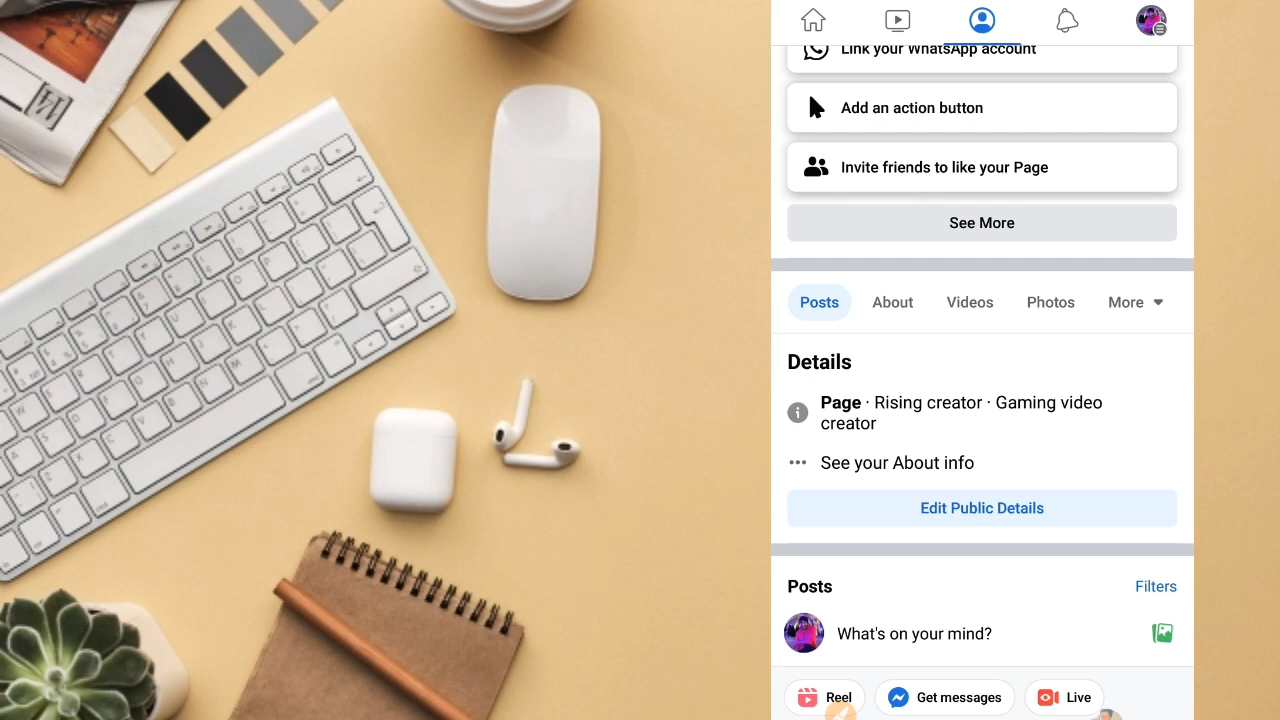 Link your WhatsApp account
Add an action button
Invite friends to like your Page
See More
Posts About Videos Photos More
Details
Page · Rising creator · Gaming video
creator
See your About info
Edit Public Details
Posts Filters
What's on your mind?
Reel Get messages Live